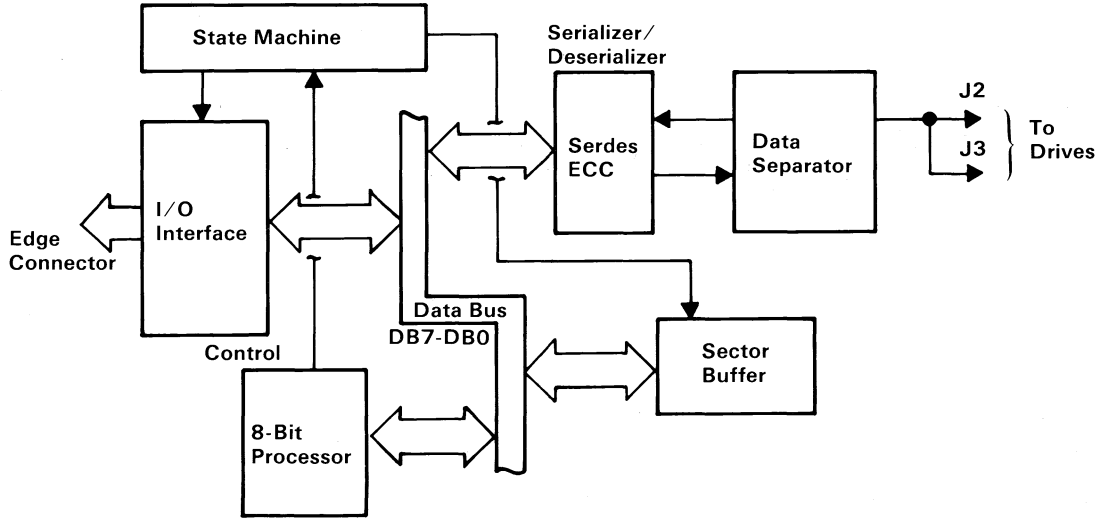 State Machine
Serializer/
Deserializer
J2
J3
To
Drives
Serdes
ECC
Data
Separator
I/O
Interface
Edge
Connector
Data Bus
DB7-DB0
Control
Sector
Buffer
8-Bit
Processor